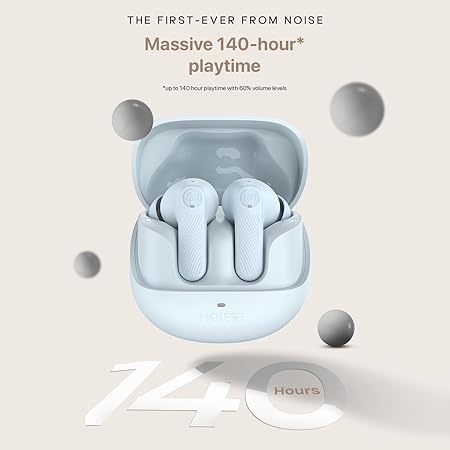 THE FIRST-EVER FROM NOISE
Massive 140-hour*
playtime
*up to 140 hour playtime with 60% volume levels
noise
140
Hours